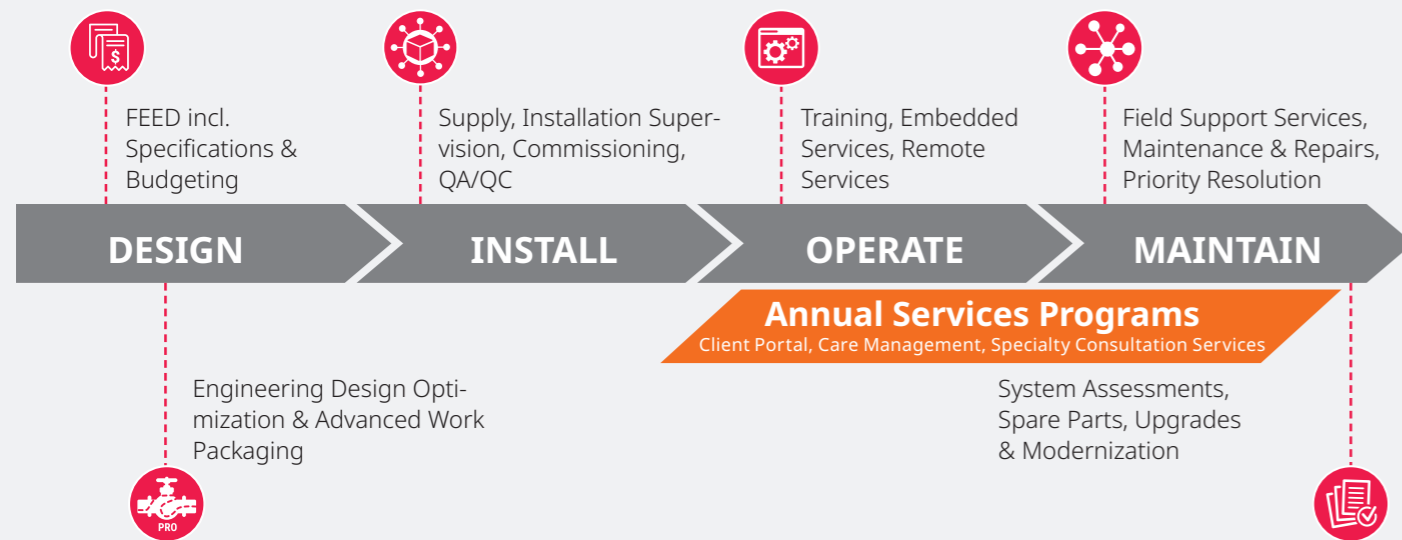 $
FEED incl.
Specifications &
Budgeting
Supply, Installation Super-
vision, Commissioning,
QA/QC
Training, Embedded
Services, Remote
Services
Field Support Services,
Maintenance & Repairs,
Priority Resolution
DESIGN
INSTALL
OPERATE
MAINTAIN
Annual Services Programs
Client Portal, Care Management, Specialty Consultation Services
Engineering Design Opti-
mization & Advanced Work
Packaging
System Assessments,
Spare Parts, Upgrades
& Modernization
PRO